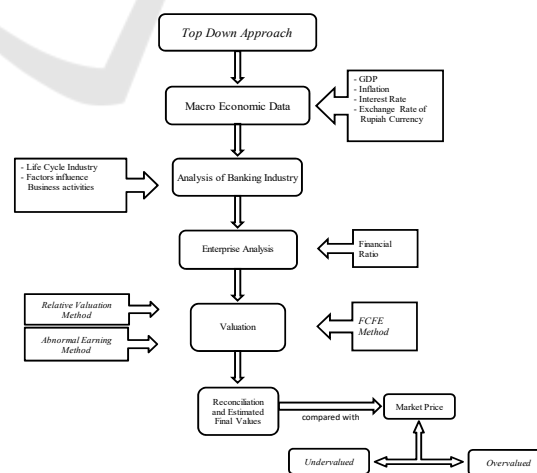 Top Down Approach
Macro Economic Data
- GDP
- Inflation
- Interest Rate
- Exchange Rate of
Rupiah Currency
- Life Cycle Industry
- Factors influence
Business activities
Analysis of Banking Industry
Enterprise Analysis
Financial
Ratio
Relative Valuation
Method
Abnormal Earning
Method
Valuation
FCFE
Method
Reconciliation
and Estimated
Final Values
compared with
Market Price
Undervalued
Overvalued